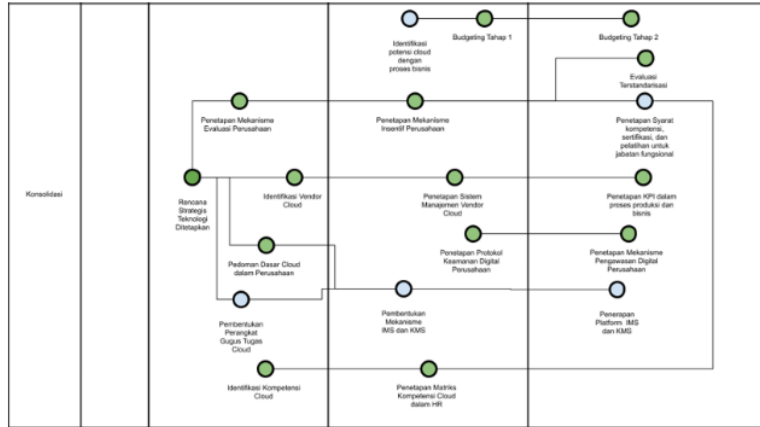 Identifikasi
potensi cloud
dengan
proses bisnis
Budgeting Tahap 1
Budgeting Tahap 2
Evaluasi
Terstandarisasi
Penetapan Mekanisme
Evaluasi Perusahaan
Penetapan Mekanisme
Insentif Perusahaan
Penetapan Syarat
kompetensi,
sertifikasi, dan
pelatihan untuk
jabatan fungsional
Konsolidasi
Rencana
Strategis
Teknologi
Ditetapkan
Identifikasi Vendor
Cloud
Penetapan Sistem
Manajemen Vendor
Cloud
Penetapan KPI dalam
proses produksi dan
bisnis
Pedoman Dasar Cloud
dalam Perusahaan
Penetapan Protokol
Keamanan Digital
Perusahaan
Penetapan Mekanisme
Pengawasan Digital
Perusahaan
Pembentukan
Perangkat
Gugus Tugas
Cloud
Pembentukan
Mekanisme
IMS dan KMS
Penerapan
Platform IMS
dan KMS
Identifikasi Kompetensi
Cloud
Penetapan Matriks
Kompetensi Cloud
dalam HR